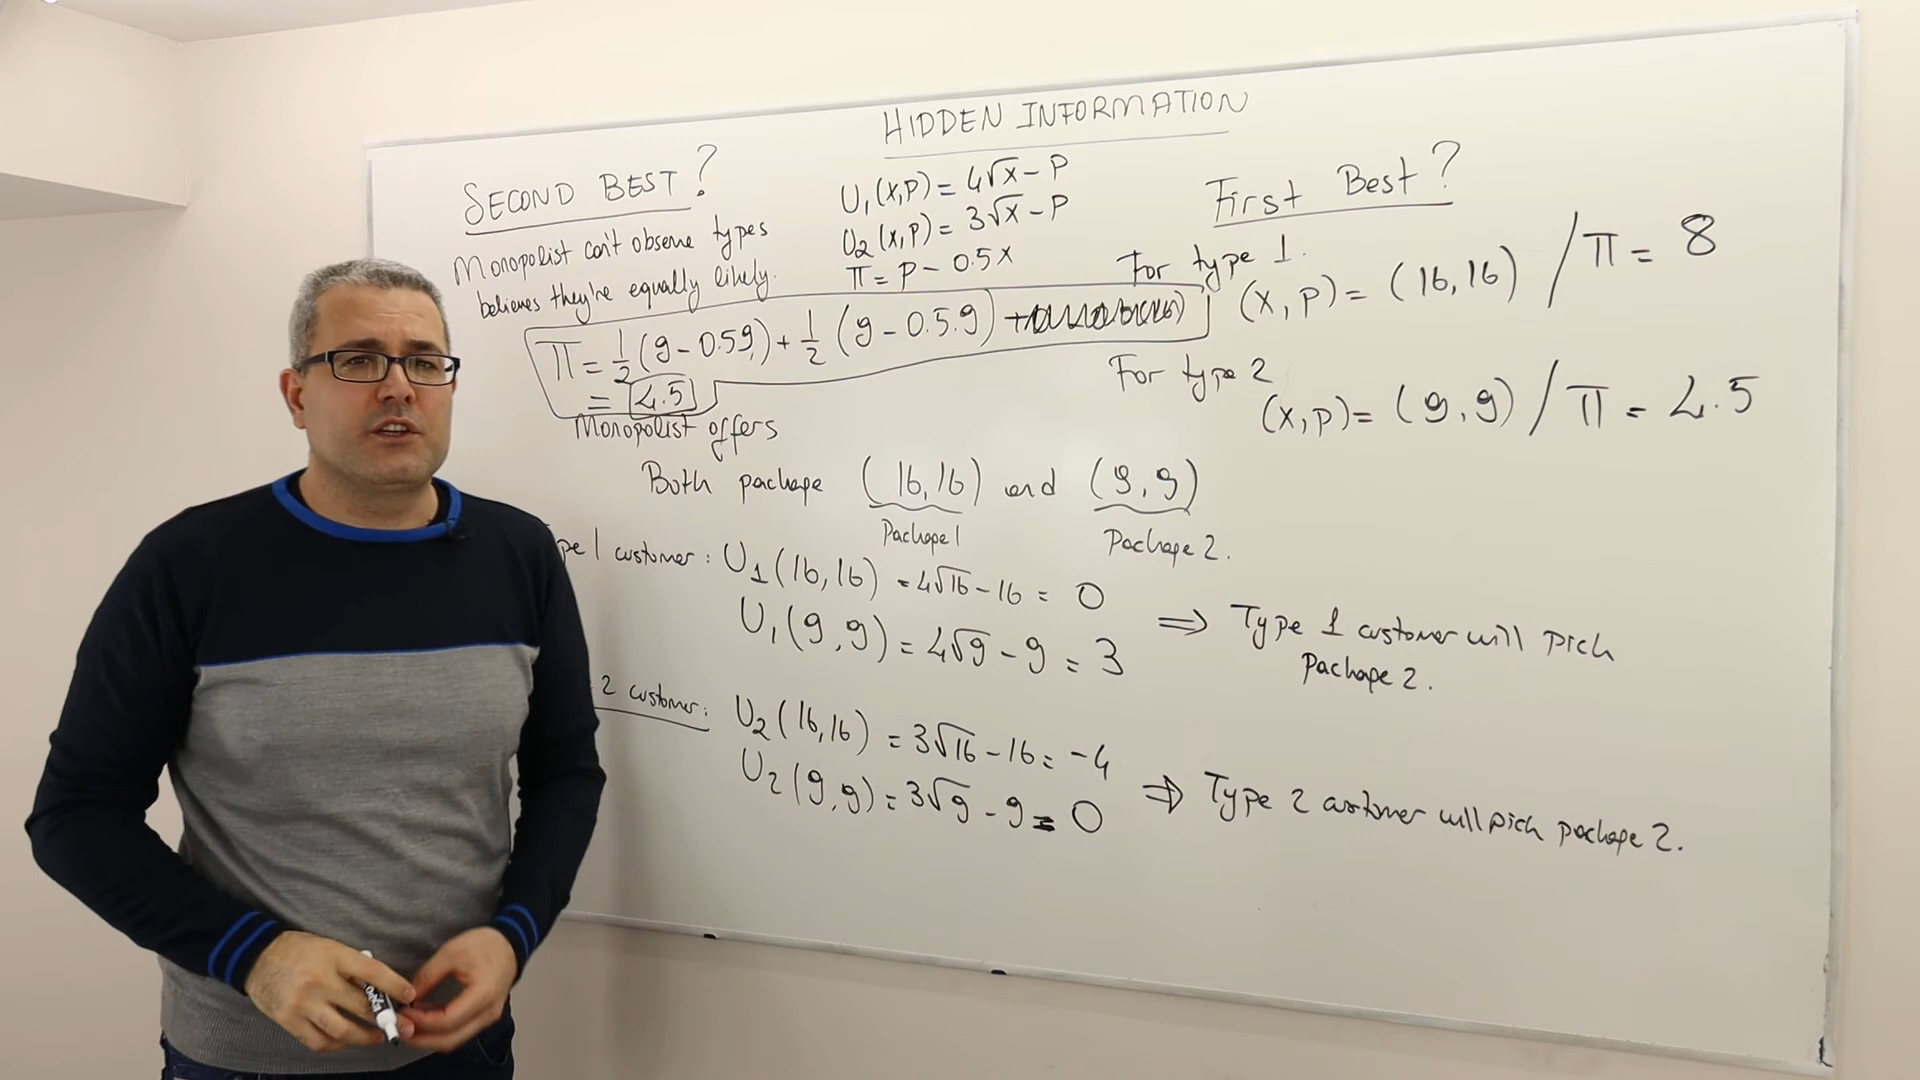 HIDDEN INFORMATION
SECOND BEST?
Monopolist can't observe types
believes they're equally likely.
U₁(x,p) = 4√x - P
U₂(x,p) = 3√x - P
π = P - 0.5x
π = 1/2 (9 - 0.59) + 1/2 (9 - 0.5.9) +
= 4.5
First Best?
For type 1.
(x, p) = (16, 16) / π = 8
For type 2
(x, p) = (9, 9) / π = 4.5
Monopolist offers
Both package (16, 16) and (9, 9)
Package 1
Package 2.
pe 1 customer: U₁(16,16) = 4√16 - 16 = 0
U₁(9, 9) = 4√9 - 9 = 3
⇒ Type 1 customer will pick
package 2.
2 customer: U₂(16,16) = 3√16 - 16 = -4
U₂(9, 9) = 3√9 - 9 = 0
⇒ Type 2 customer will pick package 2.